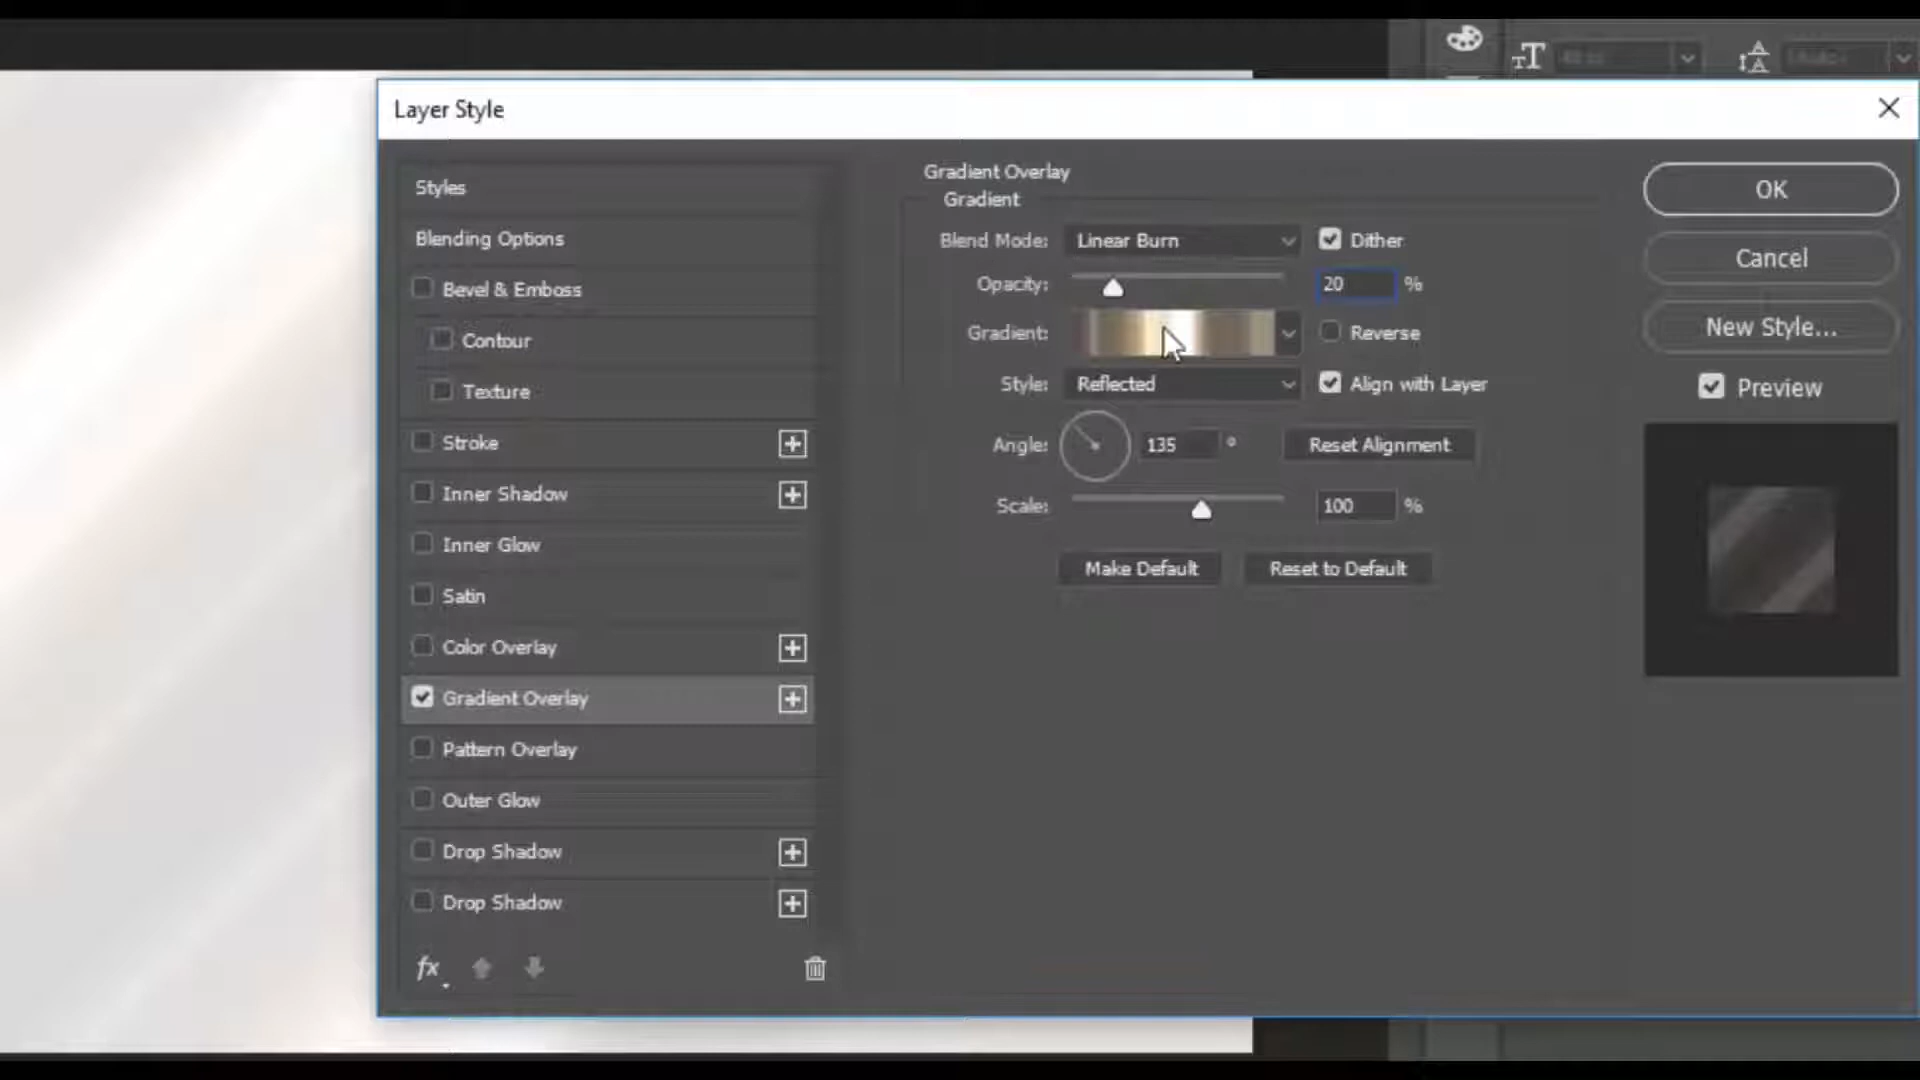 Layer Style
Styles
Blending Options
Bevel & Emboss
Contour
Texture
Stroke
Inner Shadow
Inner Glow
Satin
Color Overlay
Gradient Overlay
Pattern Overlay
Outer Glow
Drop Shadow
Drop Shadow
fx
Gradient Overlay
Gradient
Blend Mode: Linear Burn Dither
Opacity: 20 %
Gradient: Reverse
Style: Reflected Align with Layer
Angle: 135 ° Reset Alignment
Scale: 100 %
Make Default Reset to Default
OK
Cancel
New Style...
Preview